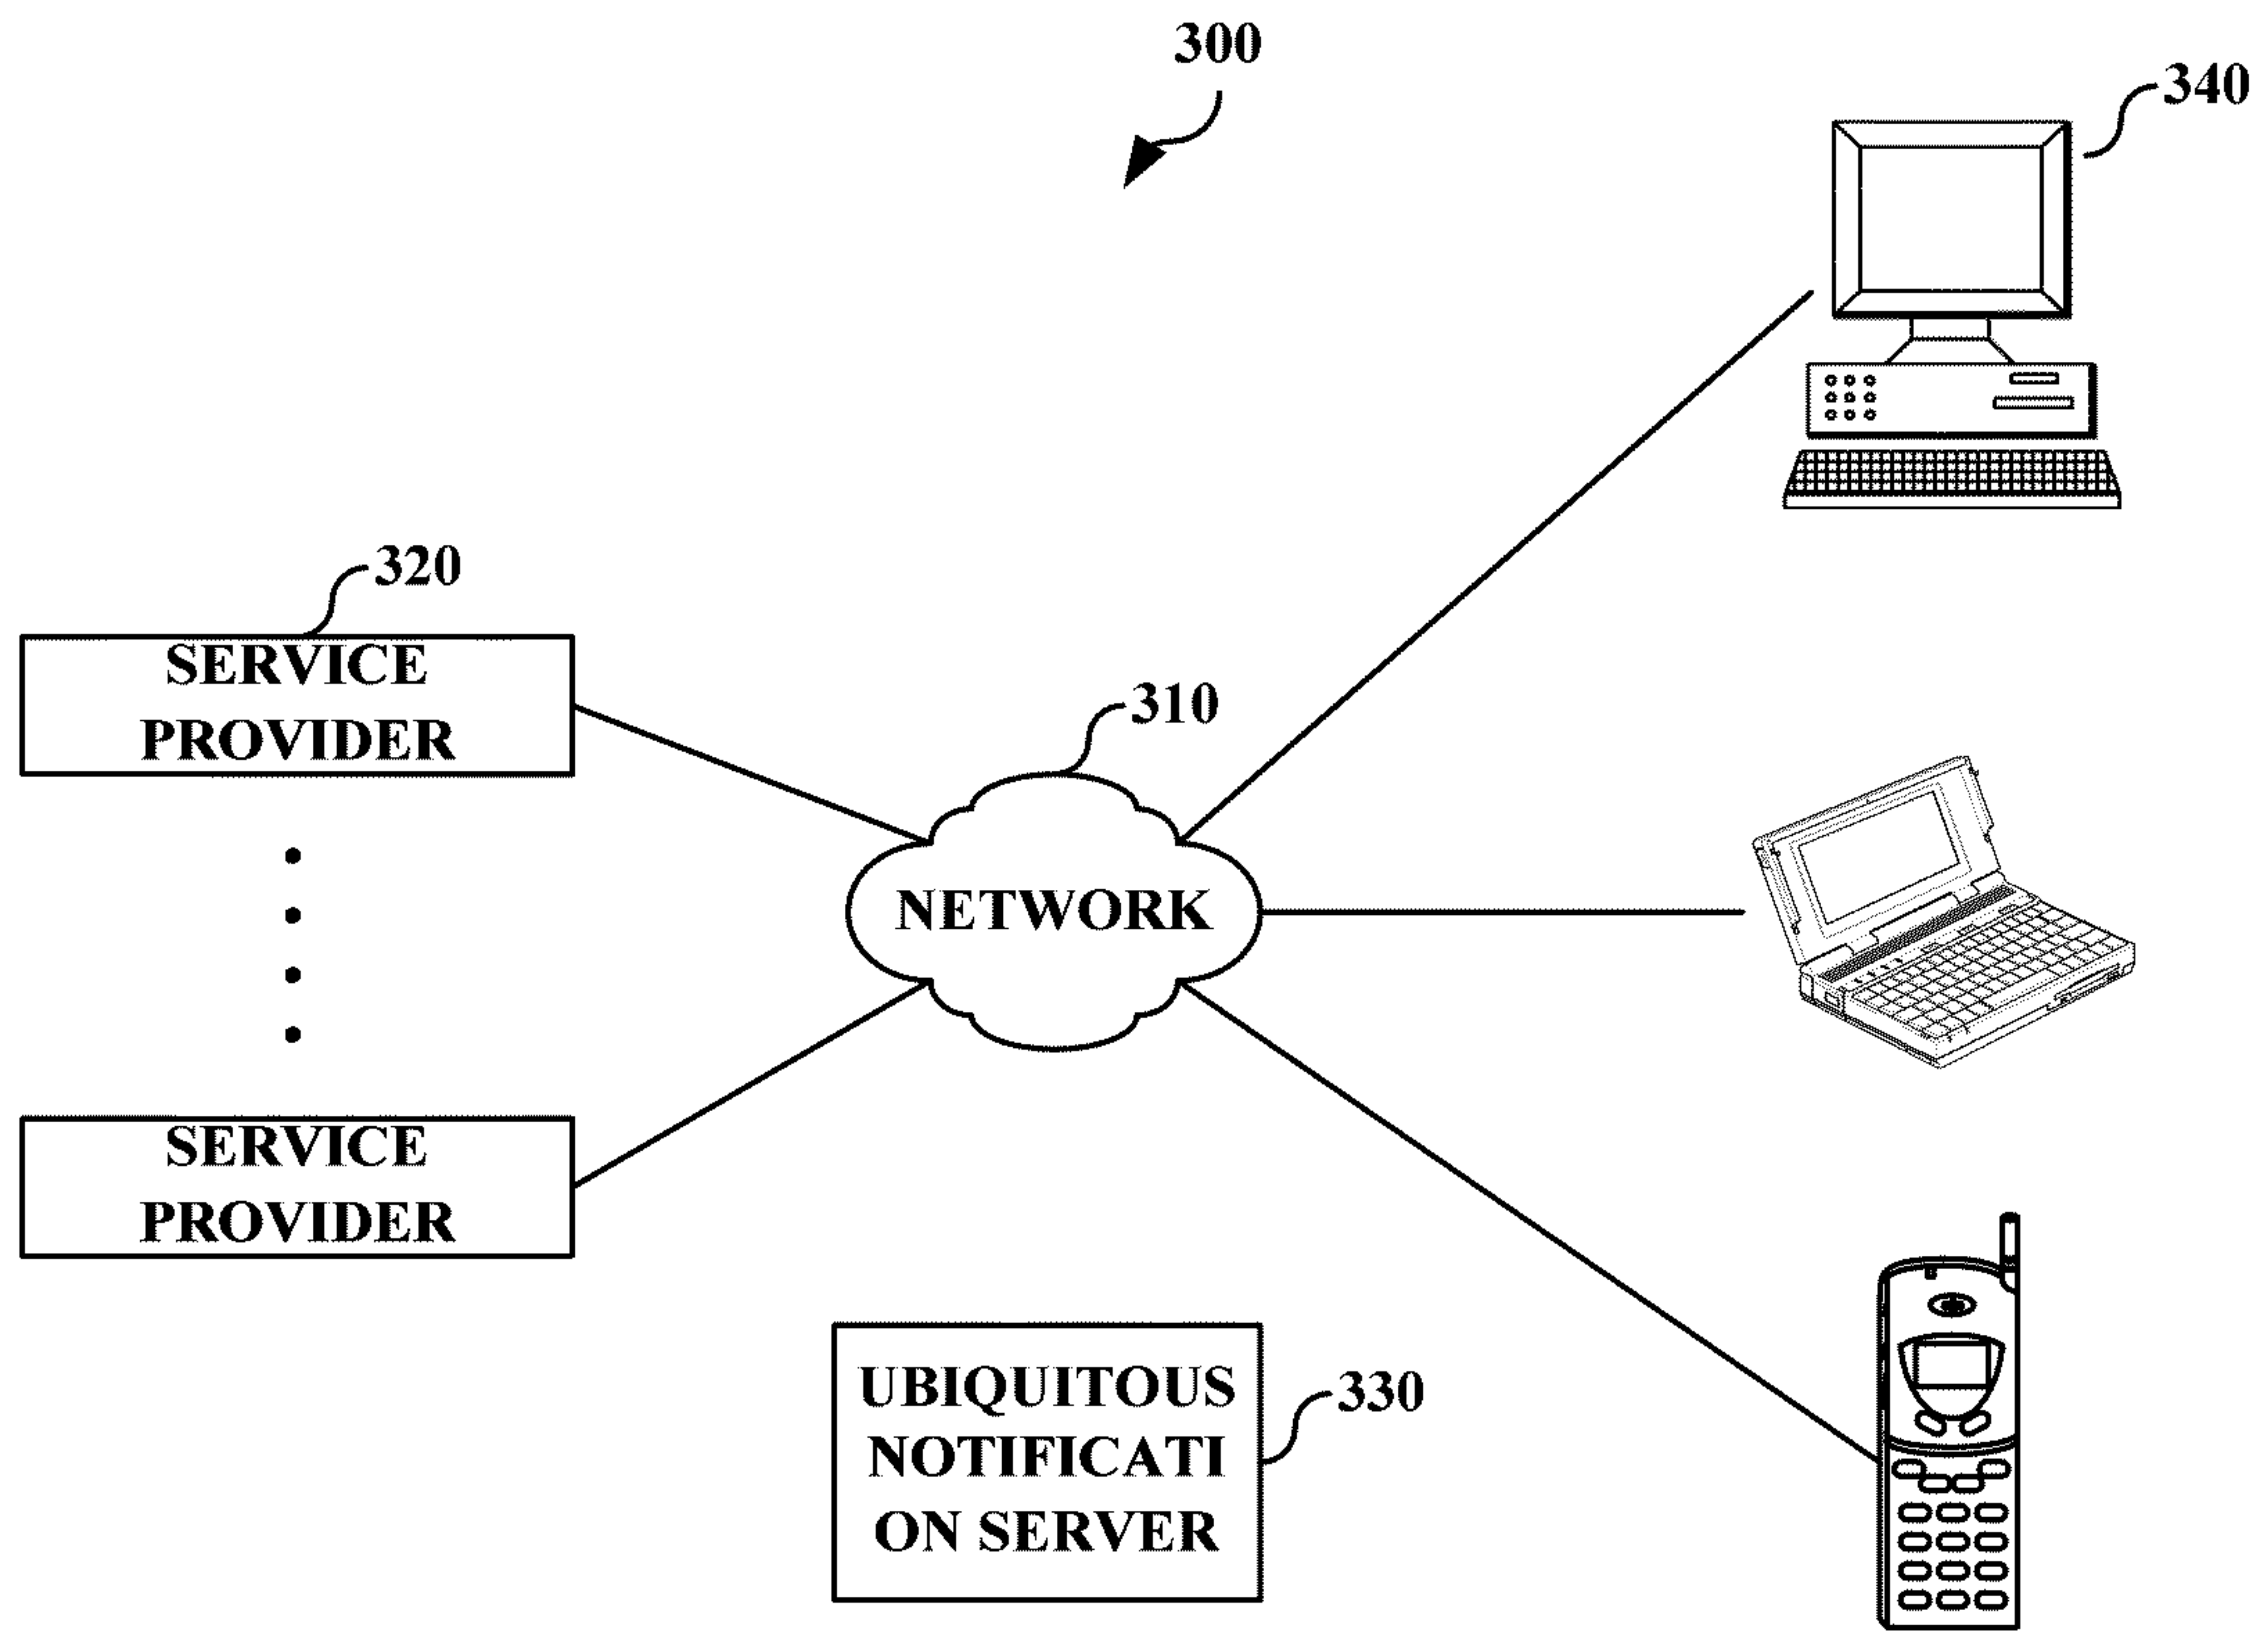 300
340
320
SERVICE
PROVIDER
310
NETWORK
SERVICE
PROVIDER
UBIQUITOUS
NOTIFICATI
ON SERVER
330